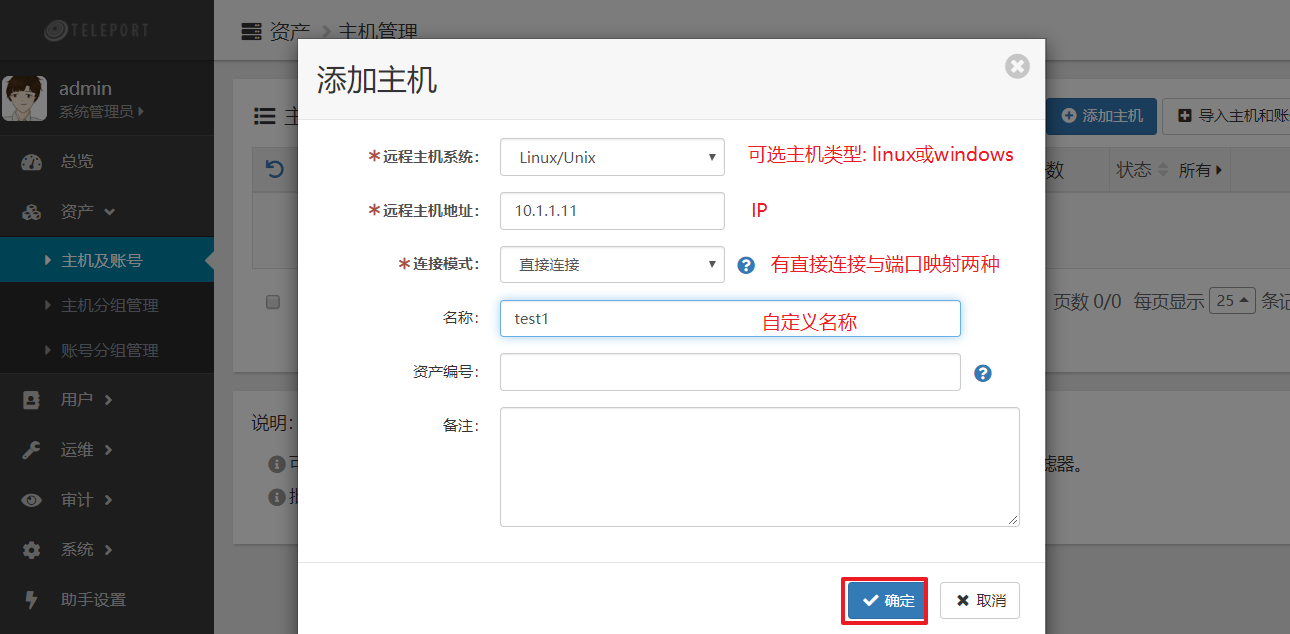 TELEPORT
资产 > 主机管理
admin
系统管理员
总览
资产
主机及账号
主机分组管理
账号分组管理
用户
运维
审计
系统
助手设置
主
添加主机
导入主机和账
数
状态
所有
页数 0/0 每页显示 25 条记
说明:
滤器。
添加主机
*远程主机系统: Linux/Unix 可选主机类型: linux或windows
*远程主机地址: 10.1.1.11 IP
*连接模式: 直接连接 有直接连接与端口映射两种
名称: test1 自定义名称
资产编号:
备注:
确定
取消